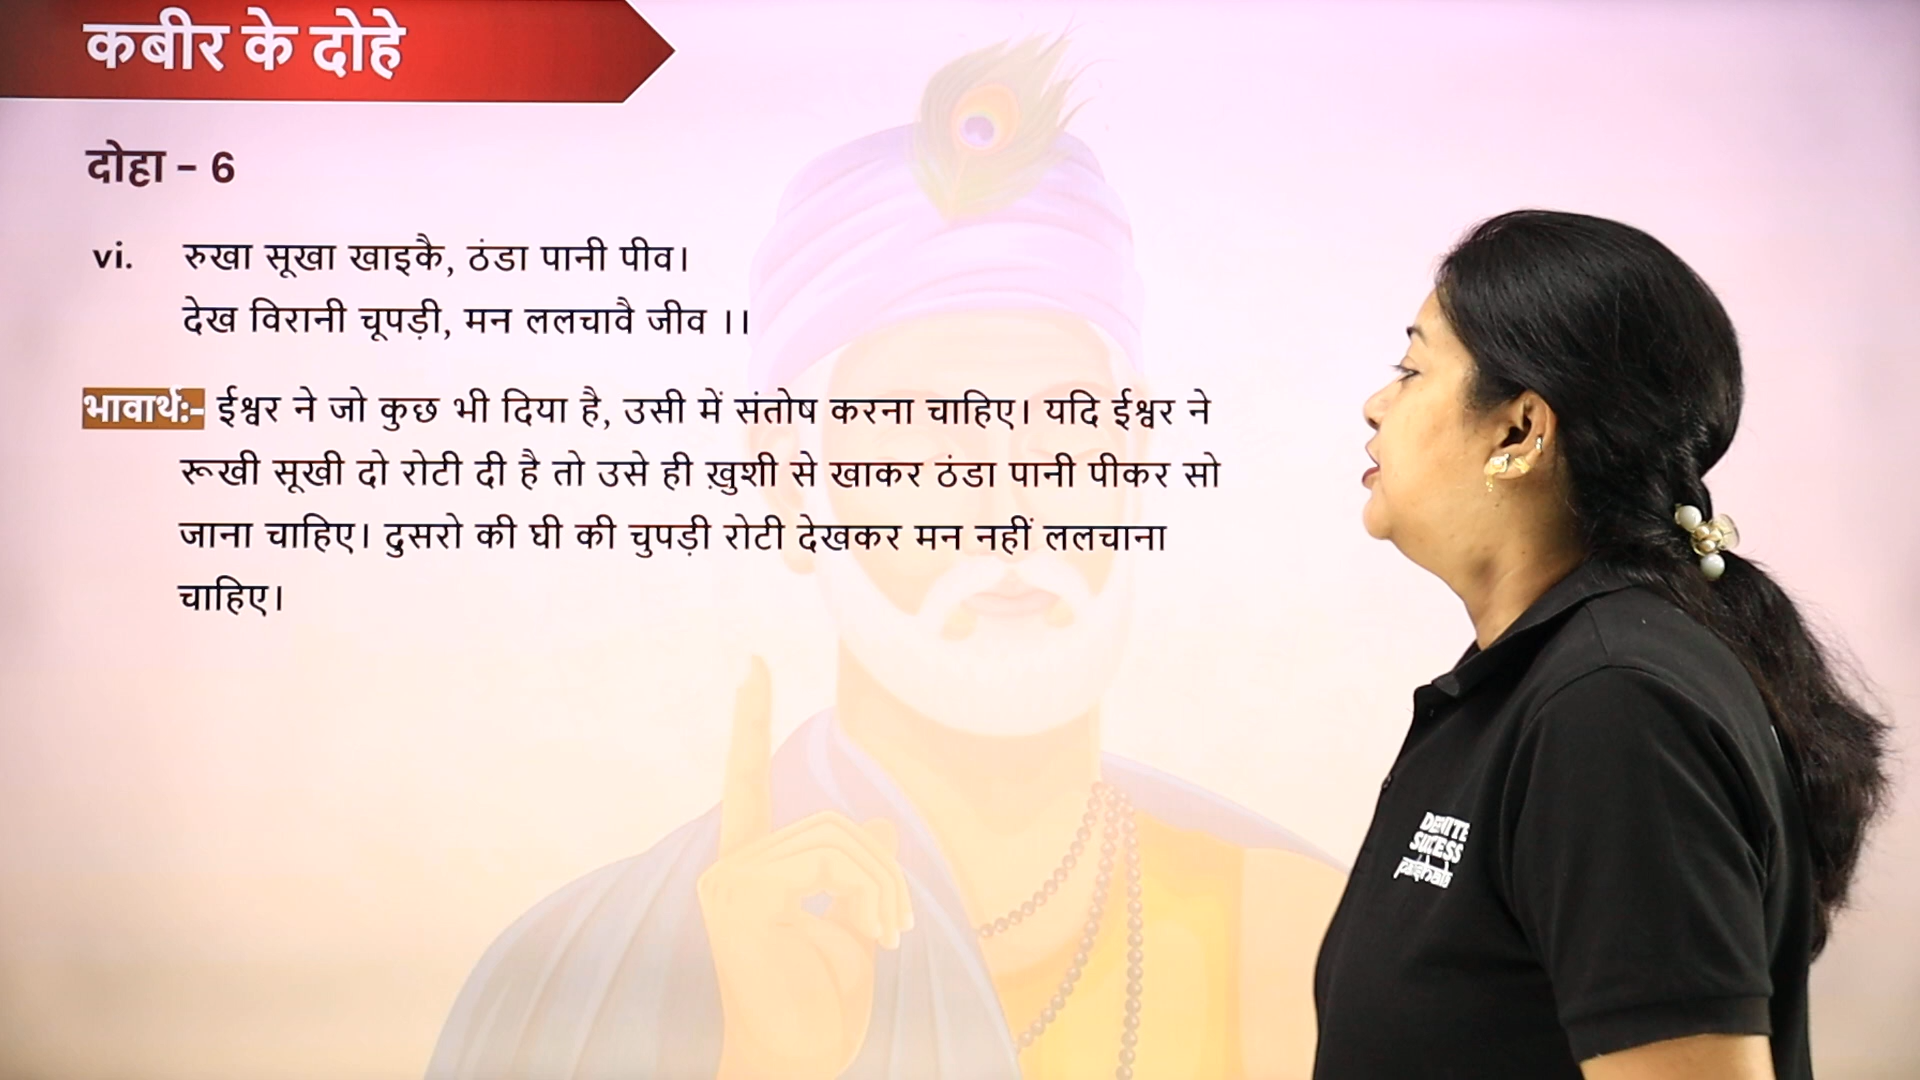 कबीर के दोहे
दोहा – 6
vi. रुखा सूखा खाइकै, ठंडा पानी पीव।
देख विरानी चूपड़ी, मन ललचावै जीव ।।
भावार्थ:- ईश्वर ने जो कुछ भी दिया है, उसी में संतोष करना चाहिए। यदि ईश्वर ने
रूखी सूखी दो रोटी दी है तो उसे ही ख़ुशी से खाकर ठंडा पानी पीकर सो
जाना चाहिए। दुसरो की घी की चुपड़ी रोटी देखकर मन नहीं ललचाना
चाहिए।